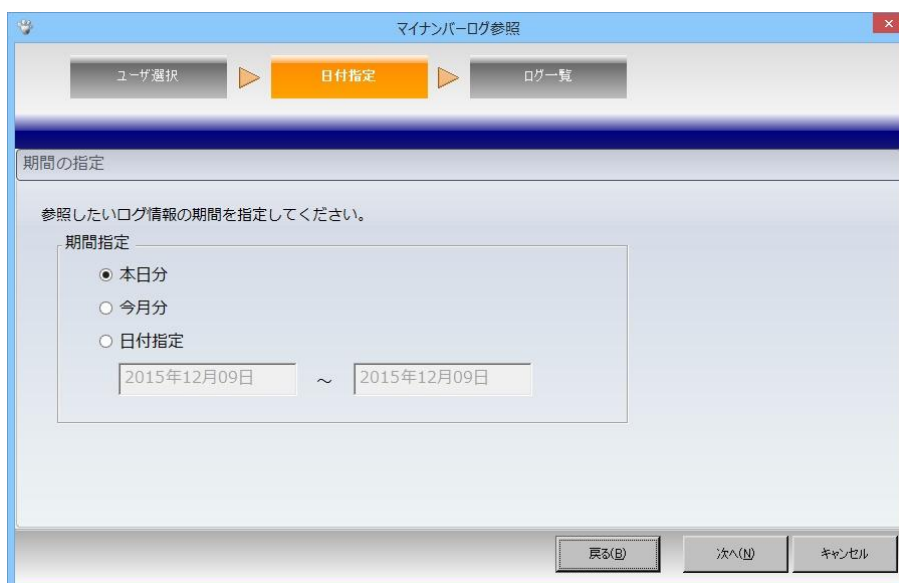 マイナンバーログ参照
ユーザ選択 日付指定 ログ一覧
期間の指定
参照したいログ情報の期間を指定してください。
期間指定
本日分
今月分
日付指定
2015年12月09日 ～ 2015年12月09日
戻る(B) 次へ(N) キャンセル